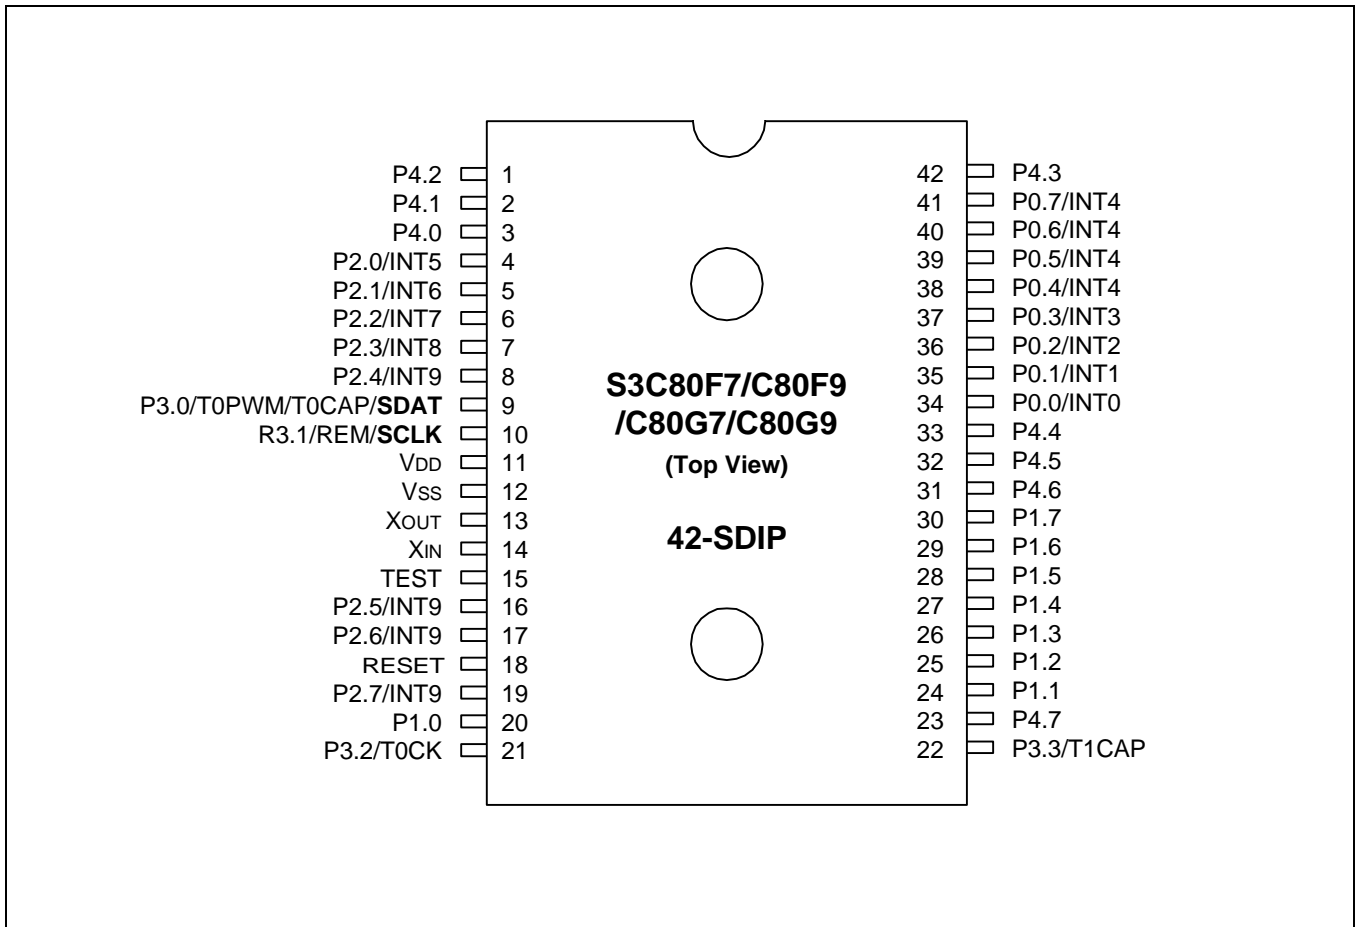 P4.2 1
P4.1 2
P4.0 3
P2.0/INT5 4
P2.1/INT6 5
P2.2/INT7 6
P2.3/INT8 7
P2.4/INT9 8
P3.0/T0PWM/T0CAP/SDAT 9
R3.1/REM/SCLK 10
VDD 11
VSS 12
XOUT 13
XIN 14
TEST 15
P2.5/INT9 16
P2.6/INT9 17
RESET 18
P2.7/INT9 19
P1.0 20
P3.2/T0CK 21
S3C80F7/C80F9
/C80G7/C80G9
(Top View)
42-SDIP
42 P4.3
41 P0.7/INT4
40 P0.6/INT4
39 P0.5/INT4
38 P0.4/INT4
37 P0.3/INT3
36 P0.2/INT2
35 P0.1/INT1
34 P0.0/INT0
33 P4.4
32 P4.5
31 P4.6
30 P1.7
29 P1.6
28 P1.5
27 P1.4
26 P1.3
25 P1.2
24 P1.1
23 P4.7
22 P3.3/T1CAP